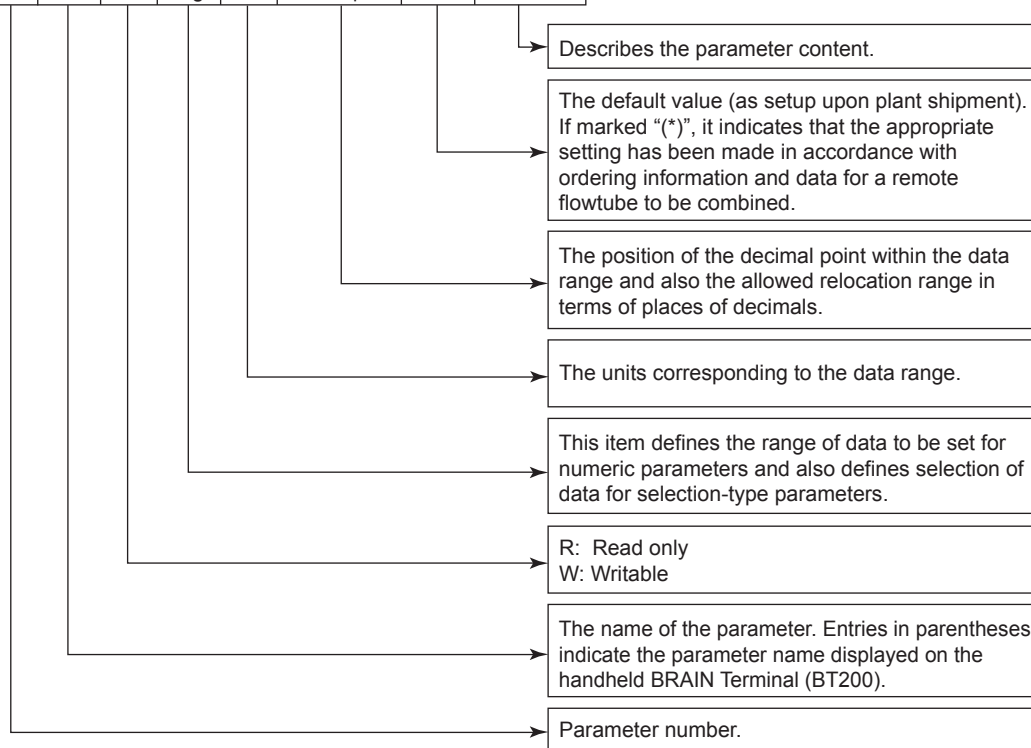 Describes the parameter content.
The default value (as setup upon plant shipment).
If marked “(*)”, it indicates that the appropriate
setting has been made in accordance with
ordering information and data for a remote
flowtube to be combined.
The position of the decimal point within the data
range and also the allowed relocation range in
terms of places of decimals.
The units corresponding to the data range.
This item defines the range of data to be set for
numeric parameters and also defines selection of
data for selection-type parameters.
R: Read only
W: Writable
The name of the parameter. Entries in parentheses
indicate the parameter name displayed on the
handheld BRAIN Terminal (BT200).
Parameter number.